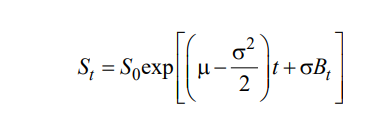 S_t = S_0 exp[(μ − σ²/2)t + σB_t]